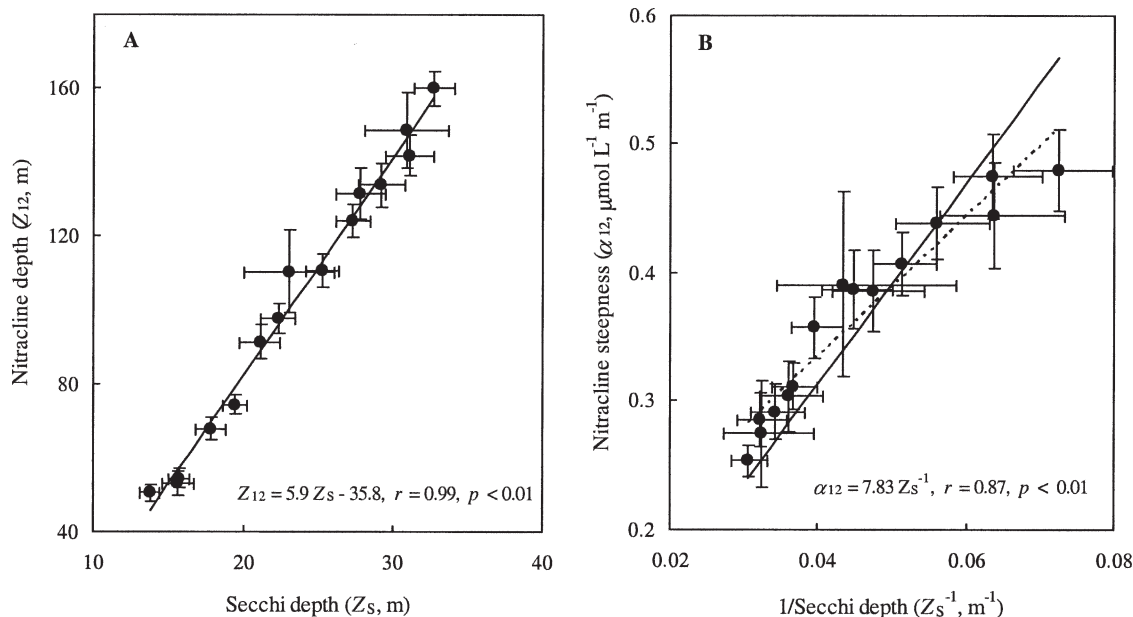 A
160
120
80
40
10
20
30
40
Nitracline depth (Z12, m)
Secchi depth (ZS, m)
Z12 = 5.9 ZS - 35.8, r = 0.99, p < 0.01
B
0.6
0.5
0.4
0.3
0.2
0.02
0.04
0.06
0.08
Nitracline steepness (α12, μmol L-1 m-1)
1/Secchi depth (ZS-1, m-1)
α12 = 7.83 ZS-1, r = 0.87, p < 0.01